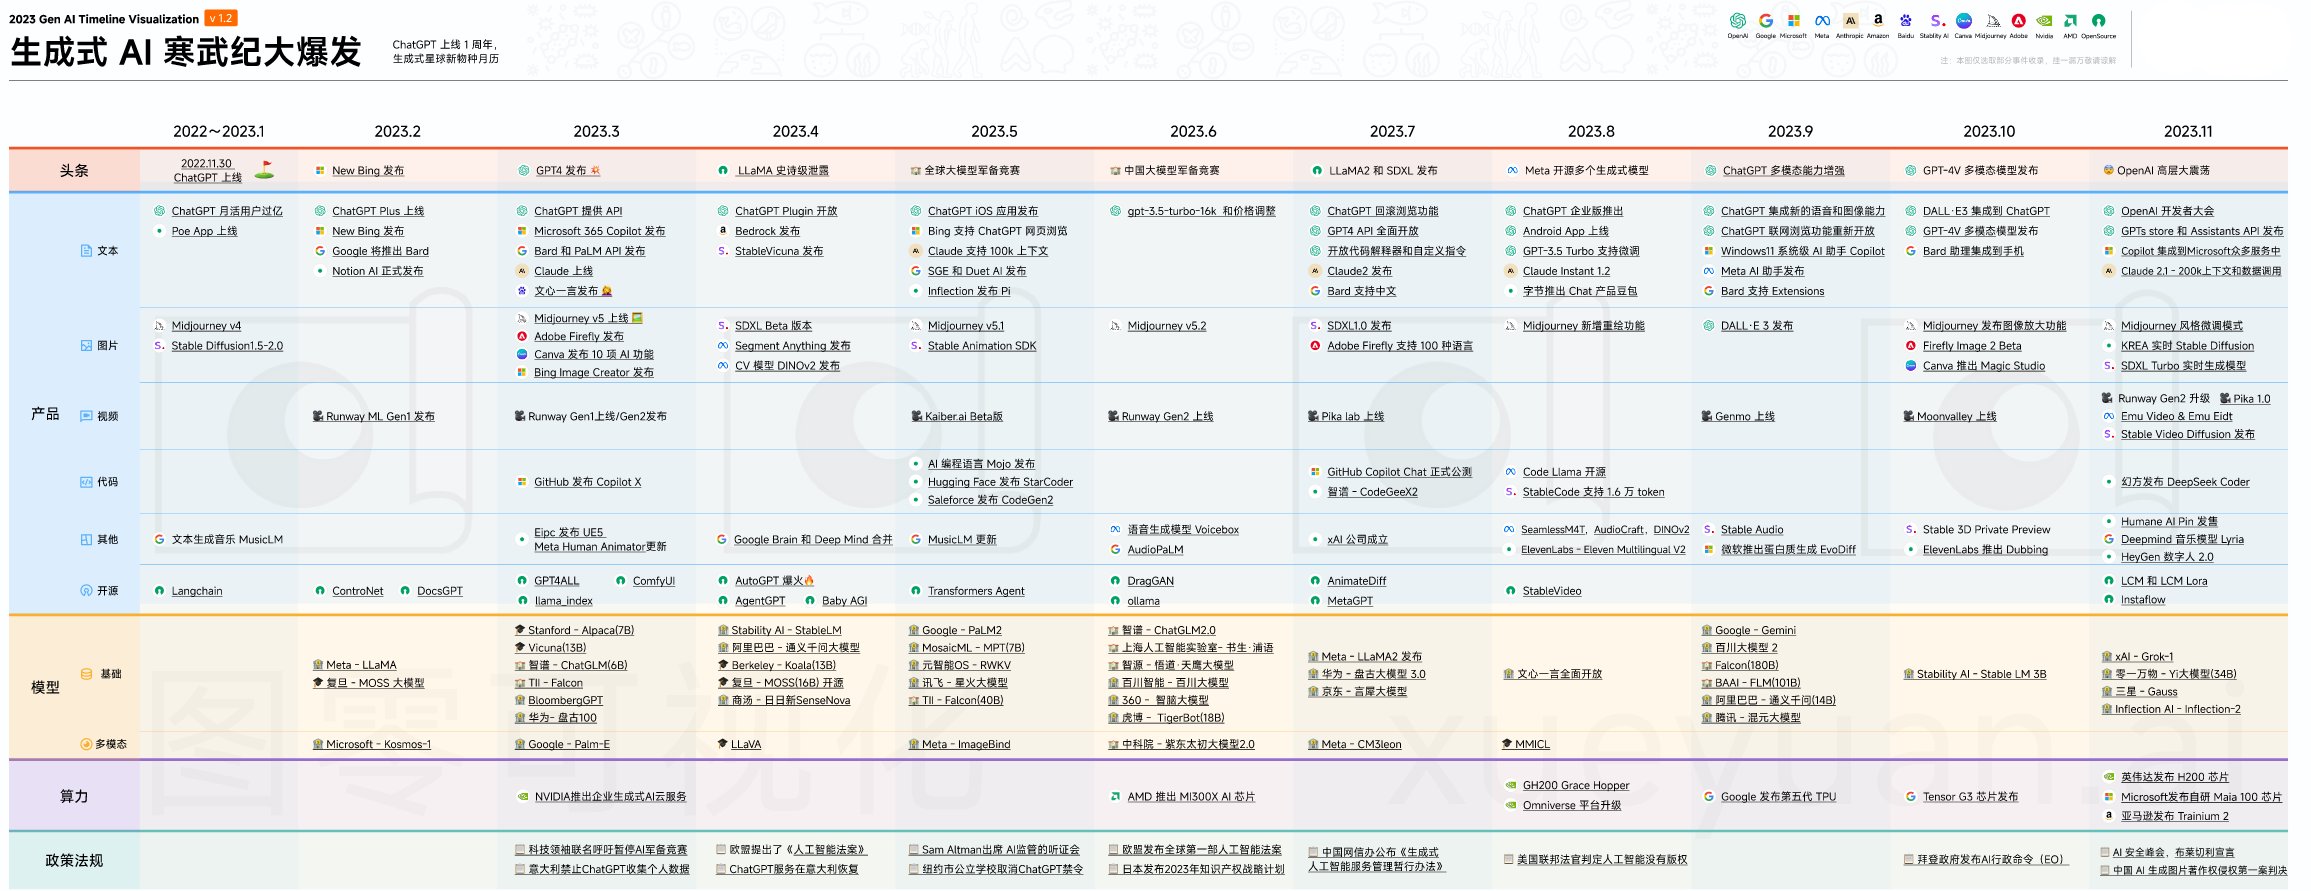 2023 Gen AI Timeline Visualization v 1.2
生成式 AI 寒武纪大爆发
ChatGPT 上线 1 周年，
生成式星球新物种月历
OpenAI Google Microsoft Meta Anthropic Amazon Baidu Stablity AI Canva Midjourney Adobe Nvidia AMD OpenSource
注：本图仅选取部分事件收录，挂一漏万敬请谅解
2022～2023.1 2023.2 2023.3 2023.4 2023.5 2023.6 2023.7 2023.8 2023.9 2023.10 2023.11
头条
2022.11.30
ChatGPT 上线
New Bing 发布
GPT4 发布
LLaMA 史诗级泄露
全球大模型军备竞赛
中国大模型军备竞赛
LLaMA2 和 SDXL 发布
Meta 开源多个生成式模型
ChatGPT 多模态能力增强
GPT-4V 多模态模型发布
OpenAI 高层大震荡
产品
文本
ChatGPT 月活用户过亿
Poe App 上线
ChatGPT Plus 上线
New Bing 发布
Google 将推出 Bard
Notion AI 正式发布
ChatGPT 提供 API
Microsoft 365 Copilot 发布
Bard 和 PaLM API 发布
Claude 上线
文心一言发布
ChatGPT Plugin 开放
Bedrock 发布
StableVicuna 发布
ChatGPT iOS 应用发布
Bing 支持 ChatGPT 网页浏览
Claude 支持 100k 上下文
SGE 和 Duet AI 发布
Inflection 发布 Pi
gpt-3.5-turbo-16k 和价格调整
ChatGPT 回滚浏览功能
GPT4 API 全面开放
开放代码解释器和自定义指令
Claude2 发布
Bard 支持中文
ChatGPT 企业版推出
Android App 上线
GPT-3.5 Turbo 支持微调
Claude Instant 1.2
字节推出 Chat 产品豆包
ChatGPT 集成新的语音和图像能力
ChatGPT 联网浏览功能重新开放
Windows11 系统级 AI 助手 Copilot
Meta AI 助手发布
Bard 支持 Extensions
DALL·E3 集成到 ChatGPT
GPT-4V 多模态模型发布
Bard 助理集成到手机
OpenAI 开发者大会
GPTs store 和 Assistants API 发布
Copilot 集成到Microsoft众多服务中
Claude 2.1 - 200k上下文和数据调用
图片
Midjourney v4
Stable Diffusion1.5-2.0
Midjourney v5 上线
Adobe Firefly 发布
Canva 发布 10 项 AI 功能
Bing Image Creator 发布
SDXL Beta 版本
Segment Anything 发布
CV 模型 DINOv2 发布
Midjourney v5.1
Stable Animation SDK
Midjourney v5.2
SDXL1.0 发布
Adobe Firefly 支持 100 种语言
Midjourney 新增重绘功能
DALL·E 3 发布
Midjourney 发布图像放大功能
Firefly Image 2 Beta
Canva 推出 Magic Studio
Midjourney 风格微调模式
KREA 实时 Stable Diffusion
SDXL Turbo 实时生成模型
视频
Runway ML Gen1 发布
Runway Gen1上线/Gen2发布
Kaiber.ai Beta版
Runway Gen2 上线
Pika lab 上线
Genmo 上线
Moonvalley 上线
Runway Gen2 升级 Pika 1.0
Emu Video & Emu Eidt
Stable Video Diffusion 发布
代码
GitHub 发布 Copilot X
AI 编程语言 Mojo 发布
Hugging Face 发布 StarCoder
Saleforce 发布 CodeGen2
GitHub Copilot Chat 正式公测
智谱 - CodeGeeX2
Code Llama 开源
StableCode 支持 1.6 万 token
幻方发布 DeepSeek Coder
其他
文本生成音乐 MusicLM
Eipc 发布 UE5
Meta Human Animator更新
Google Brain 和 Deep Mind 合并
MusicLM 更新
语音生成模型 Voicebox
AudioPaLM
xAI 公司成立
SeamlessM4T，AudioCraft，DINOv2
ElevenLabs - Eleven Multilingual V2
Stable Audio
微软推出蛋白质生成 EvoDiff
Stable 3D Private Preview
ElevenLabs 推出 Dubbing
Humane AI Pin 发售
Deepmind 音乐模型 Lyria
HeyGen 数字人 2.0
开源
Langchain
ControNet DocsGPT
GPT4ALL ComfyUI
llama_index
AutoGPT 爆火
AgentGPT Baby AGI
Transformers Agent
DragGAN
ollama
AnimateDiff
MetaGPT
StableVideo
LCM 和 LCM Lora
Instaflow
模型
基础
Meta - LLaMA
复旦 - MOSS 大模型
Stanford - Alpaca(7B)
Vicuna(13B)
智谱 - ChatGLM(6B)
TII - Falcon
BloombergGPT
华为- 盘古100
Stability AI - StableLM
阿里巴巴 - 通义千问大模型
Berkeley - Koala(13B)
复旦 - MOSS(16B) 开源
商汤 - 日日新SenseNova
Google - PaLM2
MosaicML - MPT(7B)
元智能OS - RWKV
讯飞 - 星火大模型
TII - Falcon(40B)
智谱 - ChatGLM2.0
上海人工智能实验室- 书生·浦语
智源 - 悟道·天鹰大模型
百川智能 - 百川大模型
360 - 智脑大模型
虎博 - TigerBot(18B)
Meta - LLaMA2 发布
华为 - 盘古大模型 3.0
京东 - 言犀大模型
文心一言全面开放
Google - Gemini
百川大模型 2
Falcon(180B)
BAAI - FLM(101B)
阿里巴巴 - 通义千问(14B)
腾讯 - 混元大模型
Stability AI - Stable LM 3B
xAI - Grok-1
零一万物 - Yi大模型(34B)
三星 - Gauss
Inflection AI - Inflection-2
多模态
Microsoft - Kosmos-1
Google - Palm-E
LLaVA
Meta - ImageBind
中科院 - 紫东太初大模型2.0
Meta - CM3leon
MMICL
算力
NVIDIA推出企业生成式AI云服务
AMD 推出 MI300X AI 芯片
GH200 Grace Hopper
Omniverse 平台升级
Google 发布第五代 TPU
Tensor G3 芯片发布
英伟达发布 H200 芯片
Microsoft发布自研 Maia 100 芯片
亚马逊发布 Trainium 2
政策法规
科技领袖联名呼吁暂停AI军备竞赛
意大利禁止ChatGPT收集个人数据
欧盟提出了《人工智能法案》
ChatGPT服务在意大利恢复
Sam Altman出席 AI监管的听证会
纽约市公立学校取消ChatGPT禁令
欧盟发布全球第一部人工智能法案
日本发布2023年知识产权战略计划
中国网信办公布《生成式
人工智能服务管理暂行办法》
美国联邦法官判定人工智能没有版权
拜登政府发布AI行政命令（EO）
AI 安全峰会，布莱切利宣言
中国 AI 生成图片著作权侵权第一案判决
图零可视化
xueyuan.ai